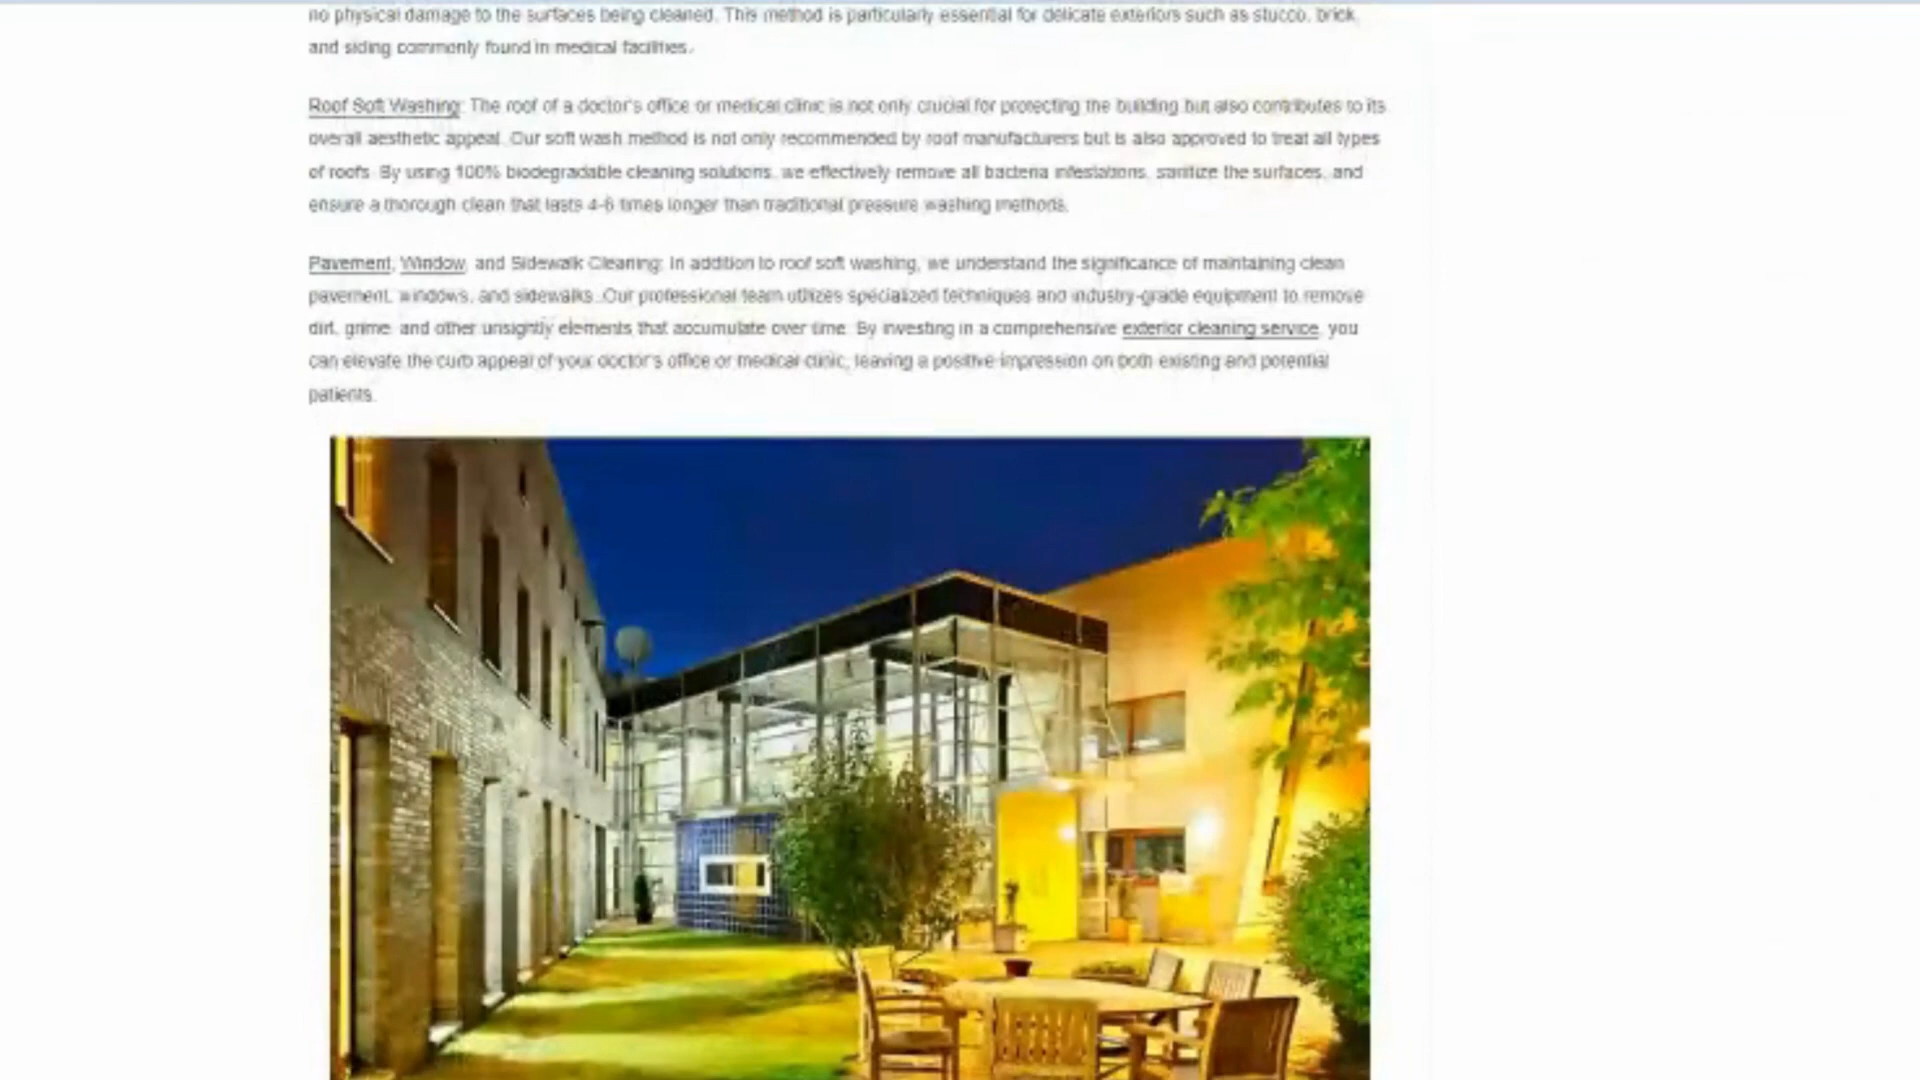 no physical damage to the surfaces being cleaned. This method is particularly essential for delicate exteriors such as stucco, brick,
and siding commonly found in medical facilities.
Roof Soft Washing: The roof of a doctor's office or medical clinic is not only crucial for protecting the building but also contributes to its
overall aesthetic appeal. Our soft wash method is not only recommended by roof manufacturers but is also approved to treat all types
of roofs. By using 100% biodegradable cleaning solutions, we effectively remove all bacteria infestations, sanitize the surfaces, and
ensure a thorough clean that lasts 4-6 times longer than traditional pressure washing methods.
Pavement, Window, and Sidewalk Cleaning: In addition to roof soft washing, we understand the significance of maintaining clean
pavement, windows, and sidewalks. Our professional team utilizes specialized techniques and industry-grade equipment to remove
dirt, grime, and other unsightly elements that accumulate over time. By investing in a comprehensive exterior cleaning service, you
can elevate the curb appeal of your doctor's office or medical clinic, leaving a positive impression on both existing and potential
patients.